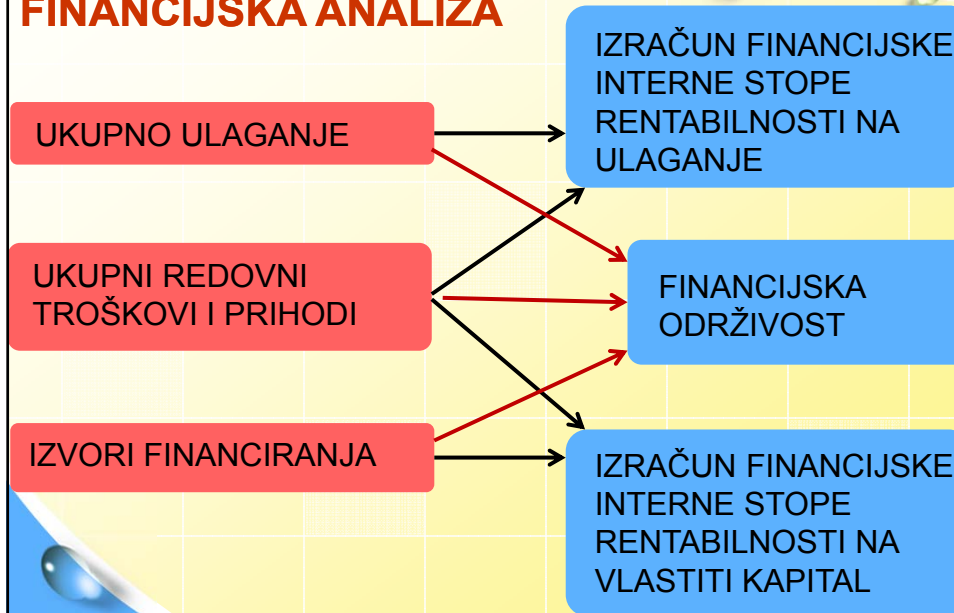 FINANCIJSKA ANALIZA
UKUPNO ULAGANJE
UKUPNI REDOVNI
TROŠKOVI I PRIHODI
IZVORI FINANCIRANJA
IZRAČUN FINANCIJSKE
INTERNE STOPE
RENTABILNOSTI NA
ULAGANJE
FINANCIJSKA
ODRŽIVOST
IZRAČUN FINANCIJSKE
INTERNE STOPE
RENTABILNOSTI NA
VLASTITI KAPITAL